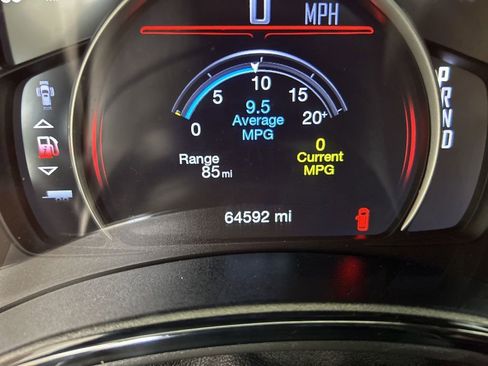 0 MPH
10
5 15
0 20+
9.5
Average
MPG
0
Current
MPG
Range
85 mi
64592 mi
P
R
N
D